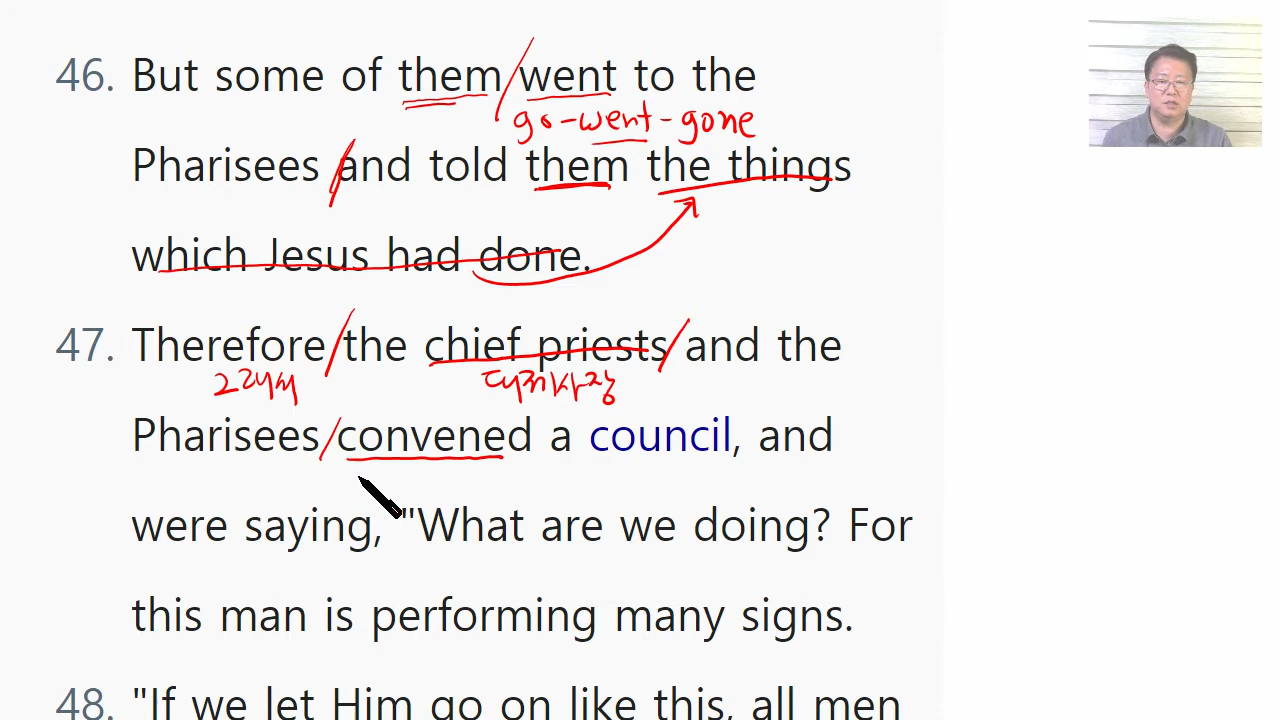 46. But some of them went to the
go-went-gone
Pharisees and told them the things
which Jesus had done.
47. Therefore the chief priests and the
그래서 대제사장
Pharisees convened a council, and
were saying, "What are we doing? For
this man is performing many signs.
48. "If we let Him go on like this, all men